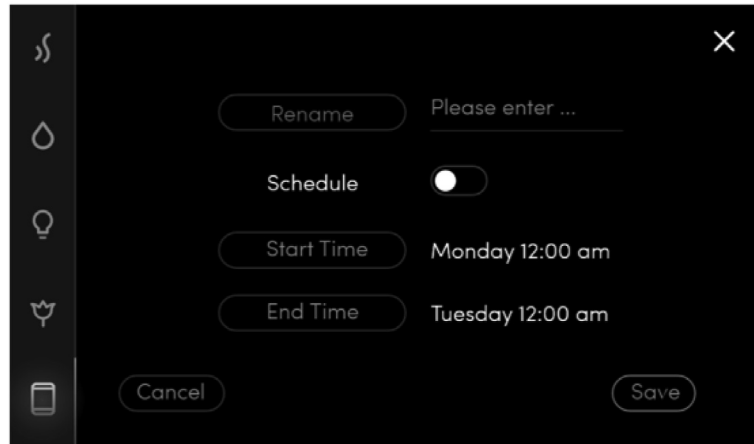 Rename
Please enter ...
Schedule
Start Time
Monday 12:00 am
End Time
Tuesday 12:00 am
Cancel
Save